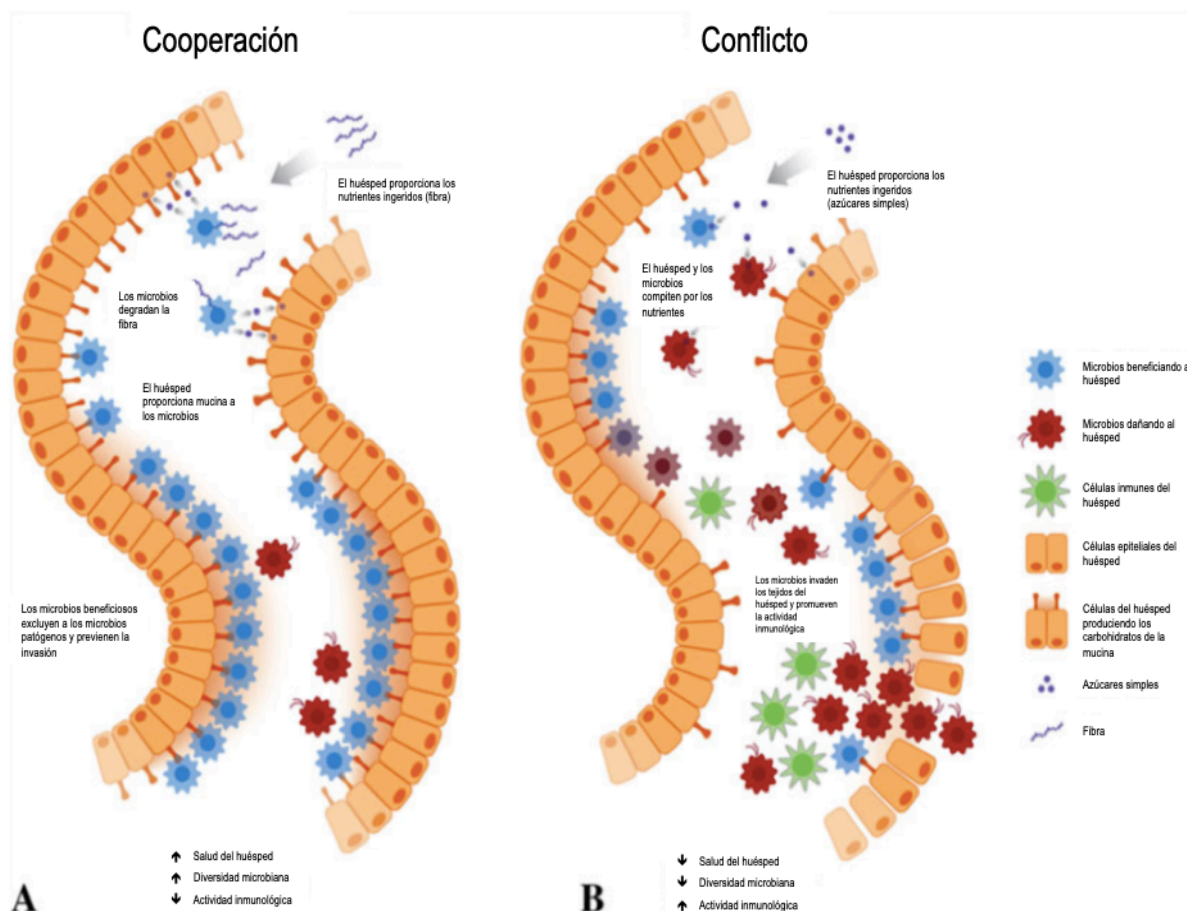 Cooperación
El huésped proporciona los
nutrientes ingeridos (fibra)
Los microbios
degradan la
fibra
El huésped
proporciona mucina a
los microbios
Los microbios beneficiosos
excluyen a los microbios
patógenos y previenen la
invasión
Salud del huésped
Diversidad microbiana
Actividad inmunológica
A
Conflicto
El huésped proporciona los
nutrientes ingeridos
(azúcares simples)
El huésped y los
microbios
compiten por los
nutrientes
Los microbios invaden
los tejidos del
huésped y promueven
la actividad
inmunológica
Salud del huésped
Diversidad microbiana
Actividad inmunológica
B
Microbios beneficiando a
huésped
Microbios dañando al
huésped
Células inmunes del
huésped
Células epiteliales del
huésped
Células del huésped
produciendo los
carbohidratos de la
mucina
Azúcares simples
Fibra